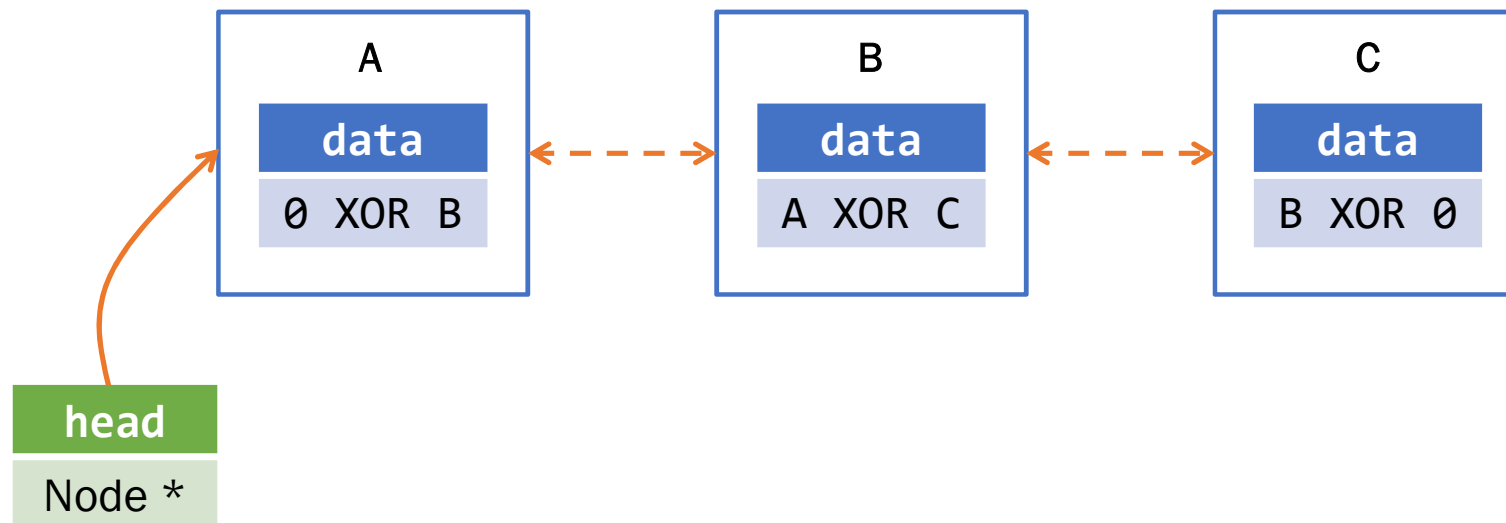 A B C
data data data
0 XOR B A XOR C B XOR 0
head
Node *